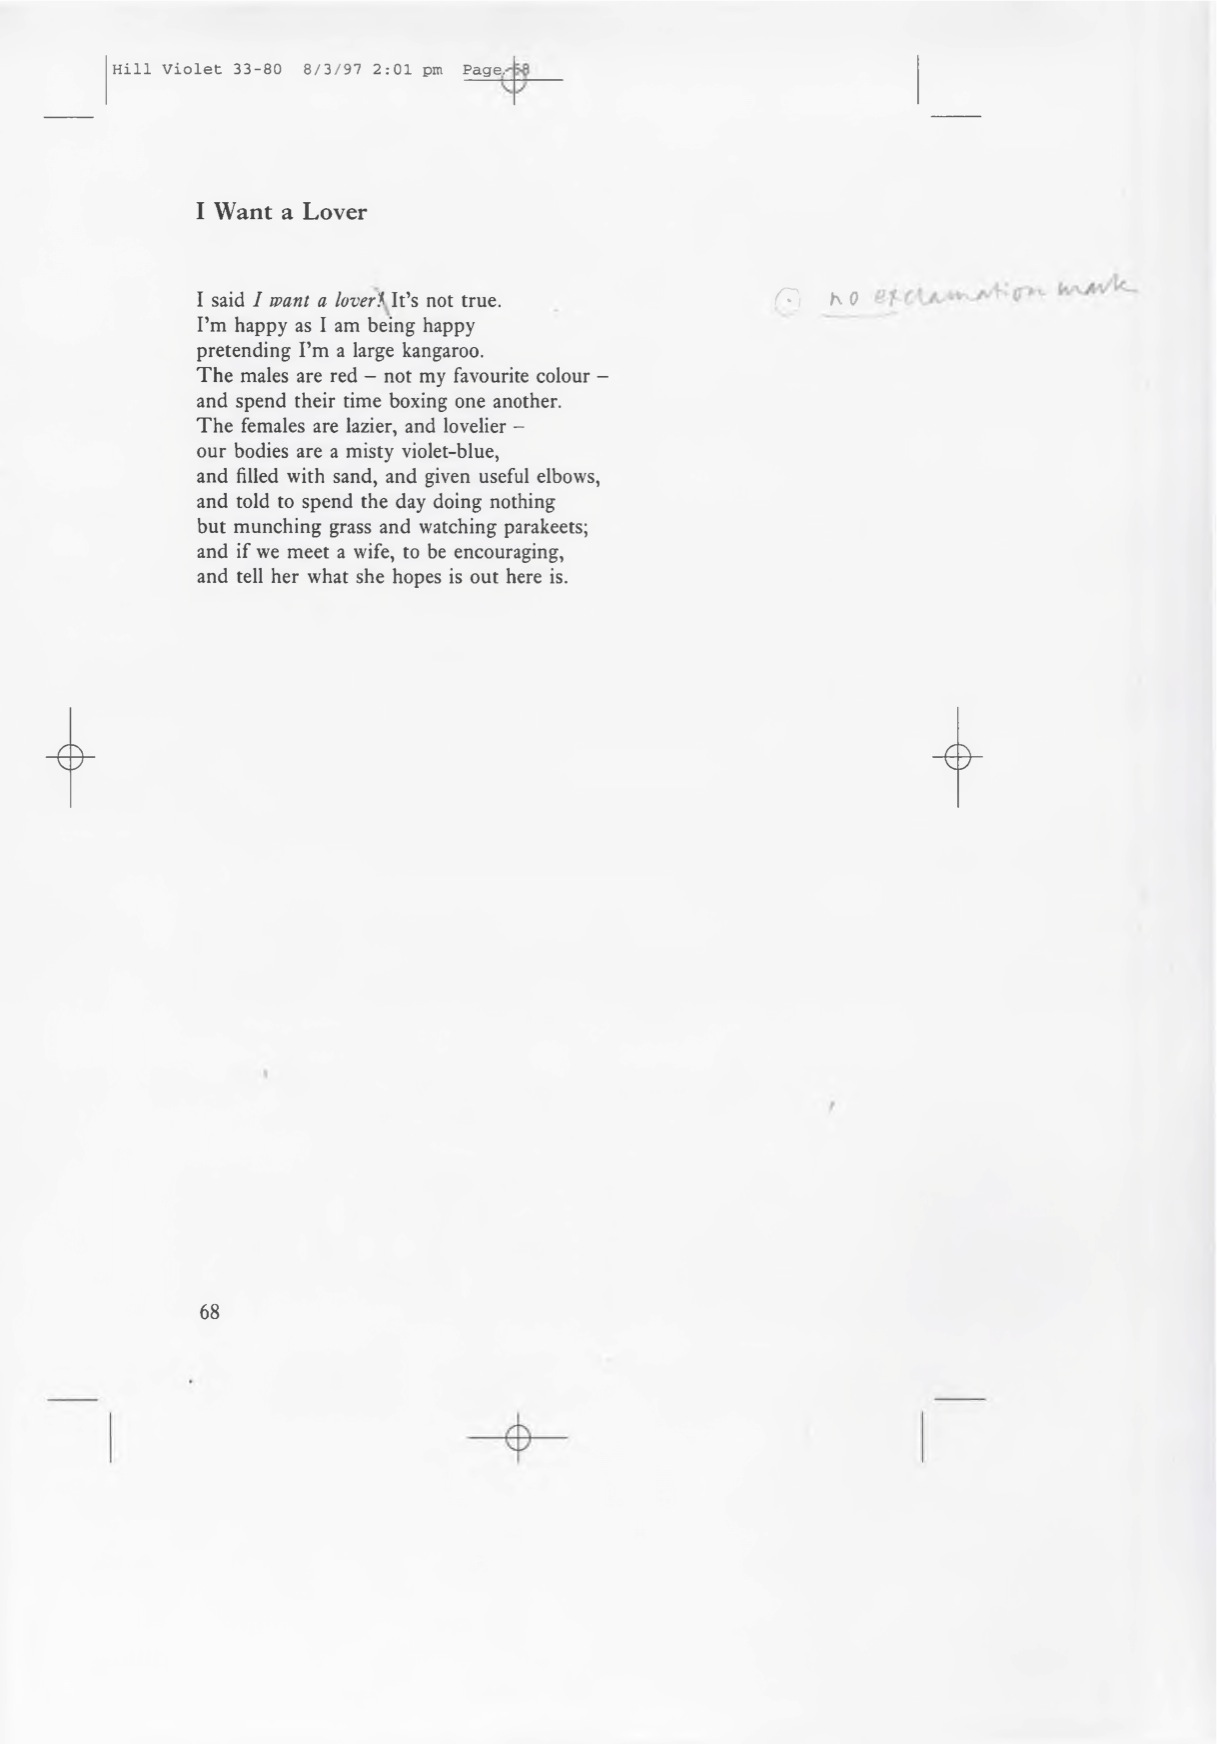 Hill Violet 33-80 8/3/97 2:01 pm Page 68
I Want a Lover
I said I want a lover! It's not true.
⊙ no exclamation mark
I'm happy as I am being happy
pretending I'm a large kangaroo.
The males are red – not my favourite colour –
and spend their time boxing one another.
The females are lazier, and lovelier –
our bodies are a misty violet-blue,
and filled with sand, and given useful elbows,
and told to spend the day doing nothing
but munching grass and watching parakeets;
and if we meet a wife, to be encouraging,
and tell her what she hopes is out here is.
68